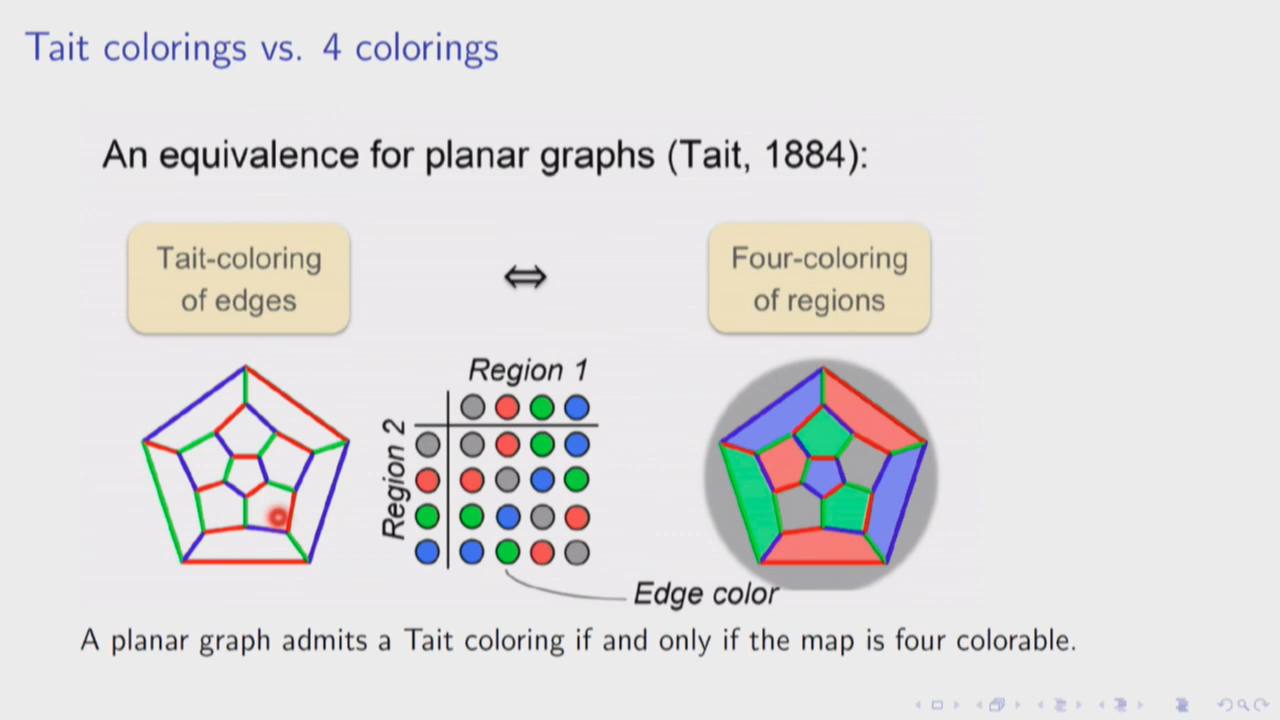 Tait colorings vs. 4 colorings
An equivalence for planar graphs (Tait, 1884):
Tait-coloring
of edges
⇔
Four-coloring
of regions
Region 1
Region 2
Edge color
A planar graph admits a Tait coloring if and only if the map is four colorable.